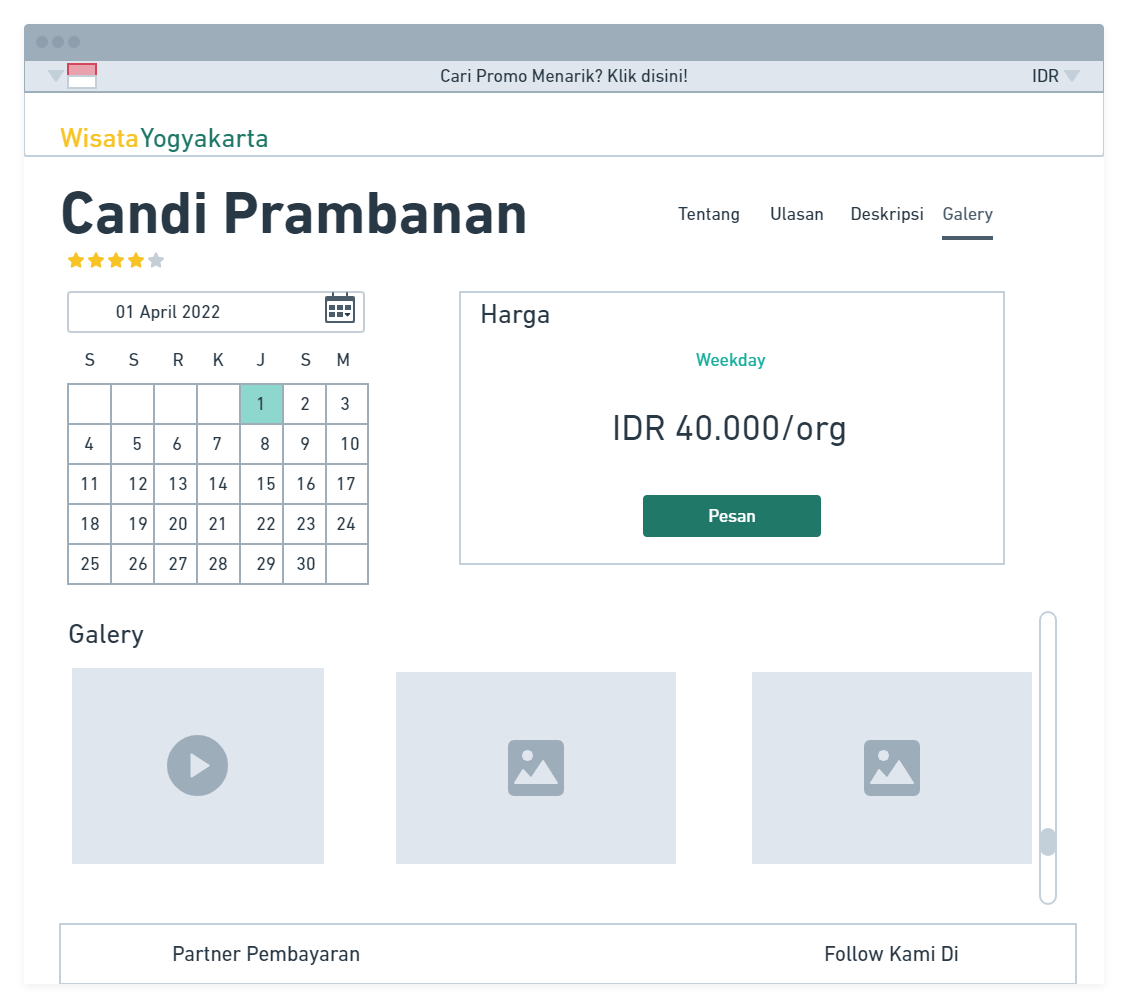 Cari Promo Menarik? Klik disini! IDR
WisataYogyakarta
Candi Prambanan
Tentang Ulasan Deskripsi Galery
01 April 2022
S S R K J S M
1 2 3
4 5 6 7 8 9 10
11 12 13 14 15 16 17
18 19 20 21 22 23 24
25 26 27 28 29 30
Harga
Weekday
IDR 40.000/org
Pesan
Galery
Partner Pembayaran Follow Kami Di